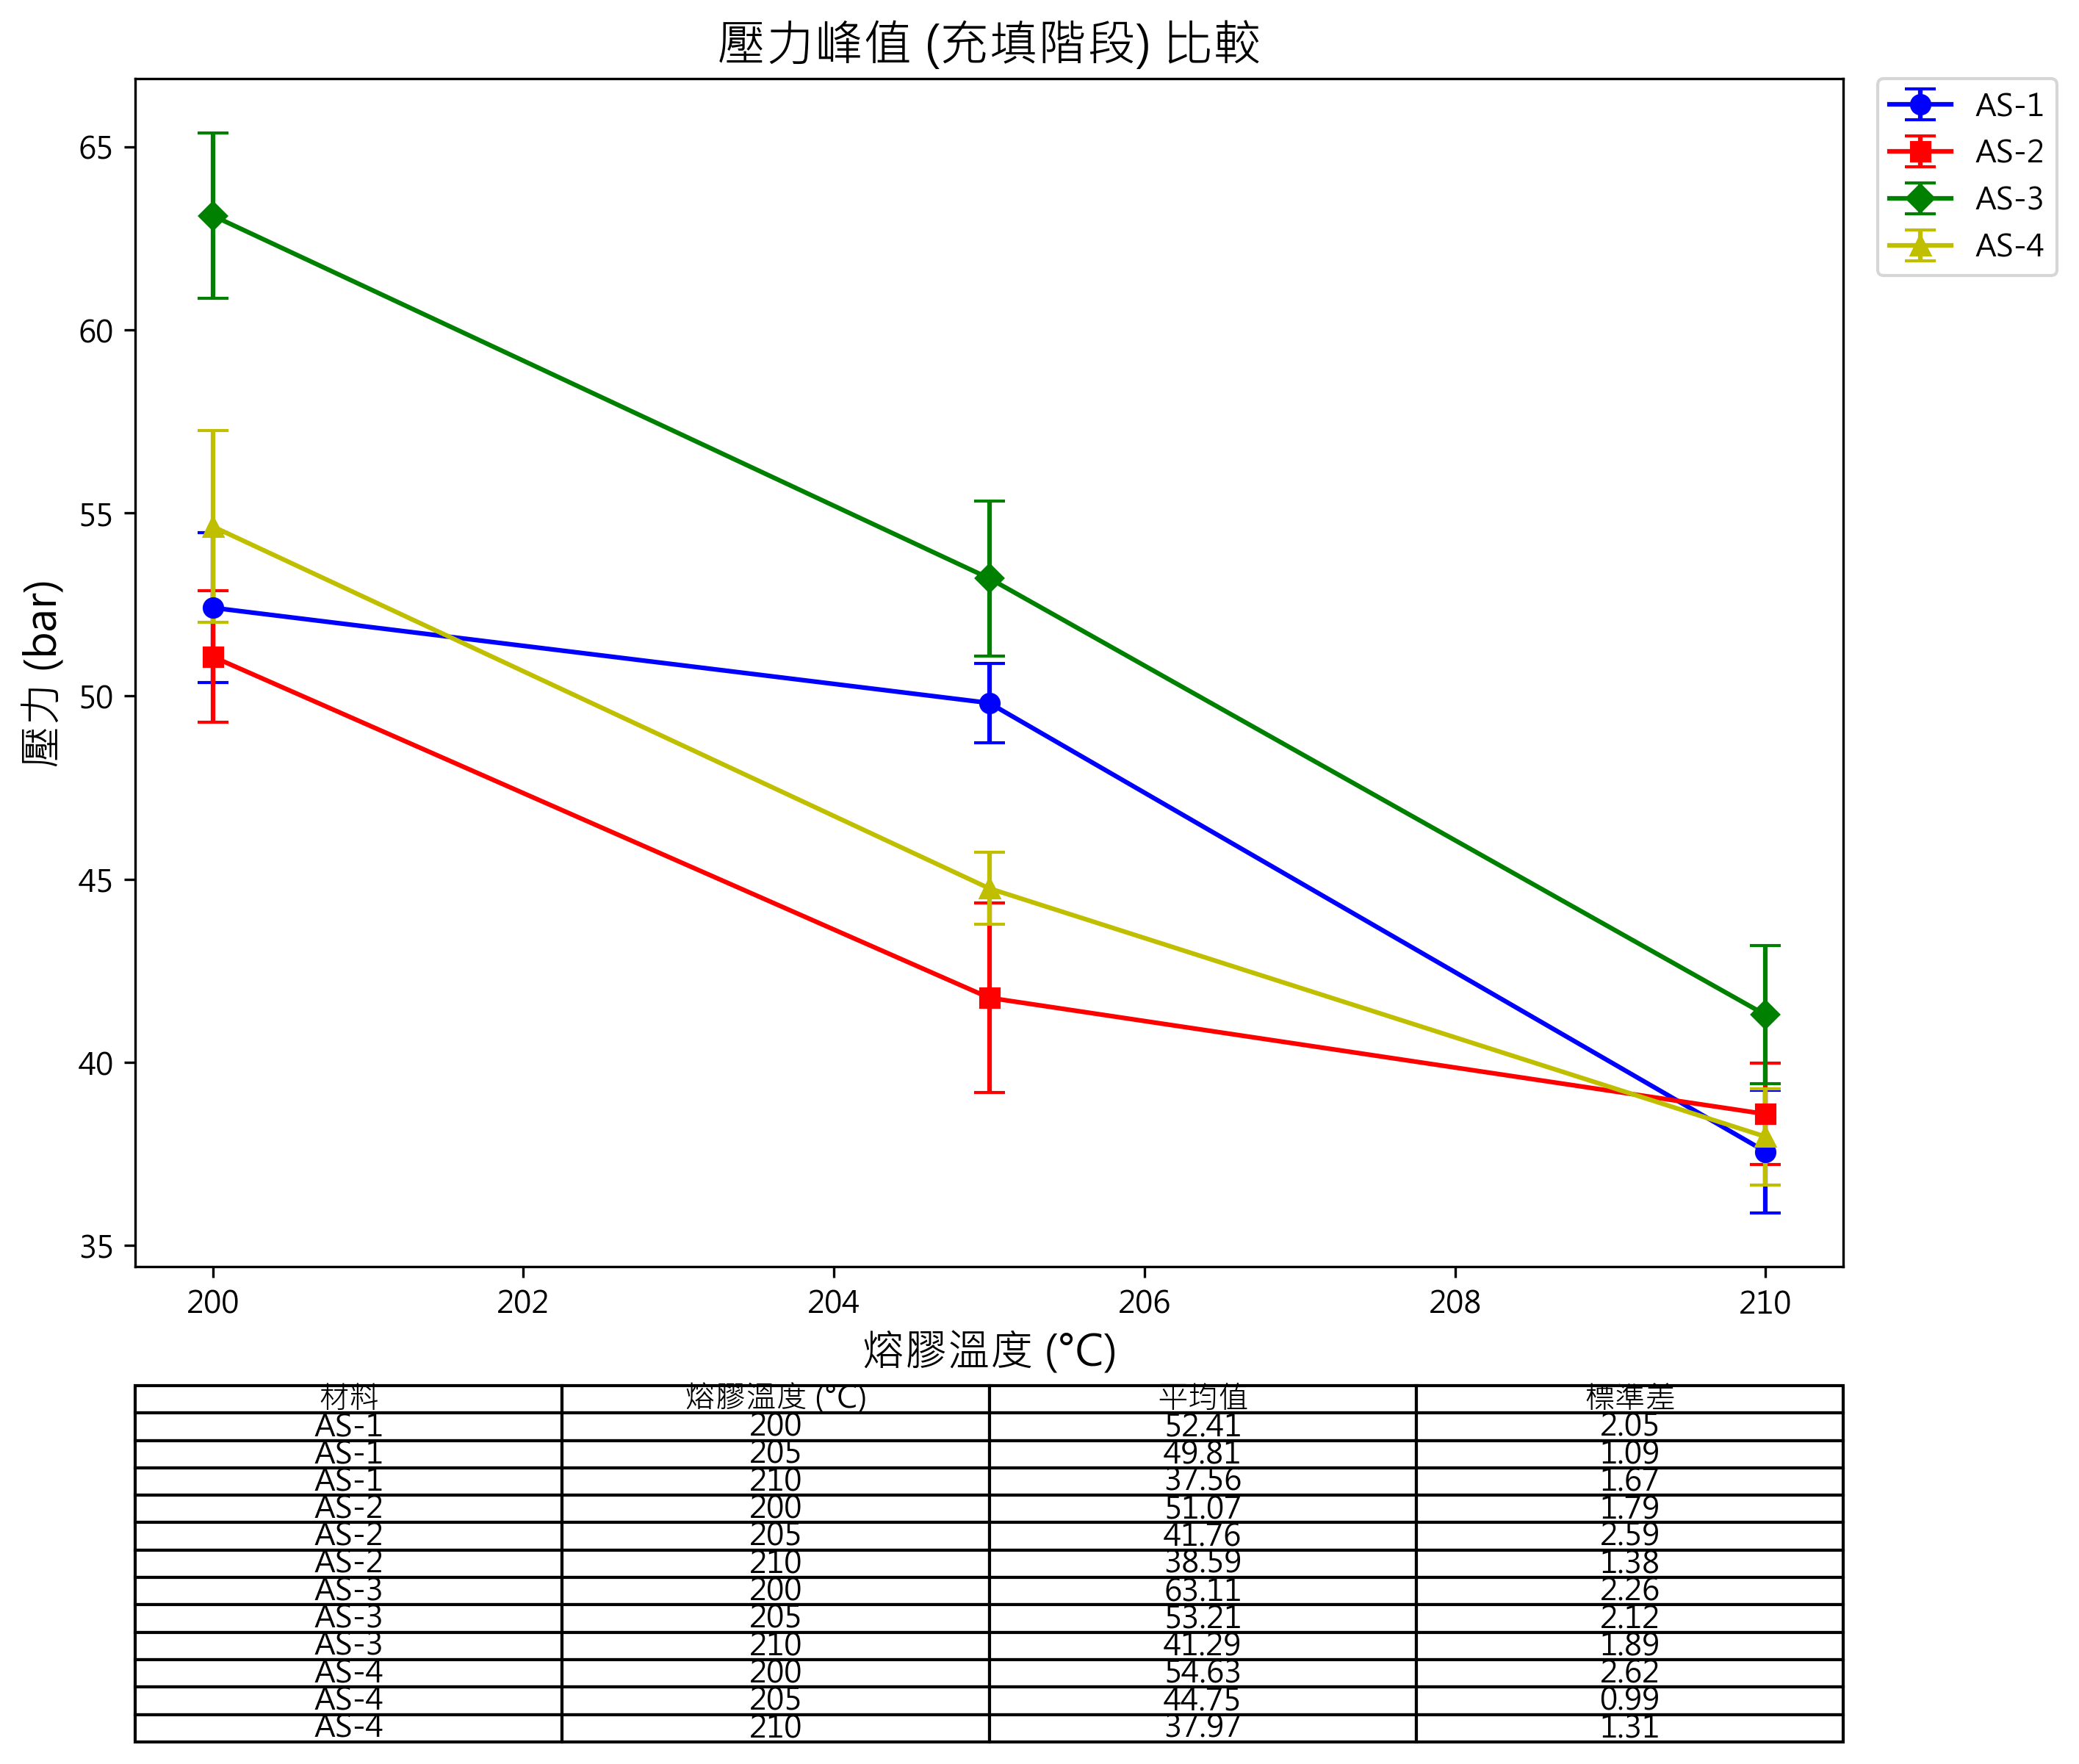 壓力峰值 (充填階段) 比較
AS-1
AS-2
AS-3
AS-4
壓力 (bar)
65
60
55
50
45
40
35
200 202 204 206 208 210
熔膠溫度 (°C)
材料 熔膠溫度 (°C) 平均值 標準差
AS-1 200 52.41 2.05
AS-1 205 49.81 1.09
AS-1 210 37.56 1.67
AS-2 200 51.07 1.79
AS-2 205 41.76 2.59
AS-2 210 38.59 1.38
AS-3 200 63.11 2.26
AS-3 205 53.21 2.12
AS-3 210 41.29 1.89
AS-4 200 54.63 2.62
AS-4 205 44.75 0.99
AS-4 210 37.97 1.31